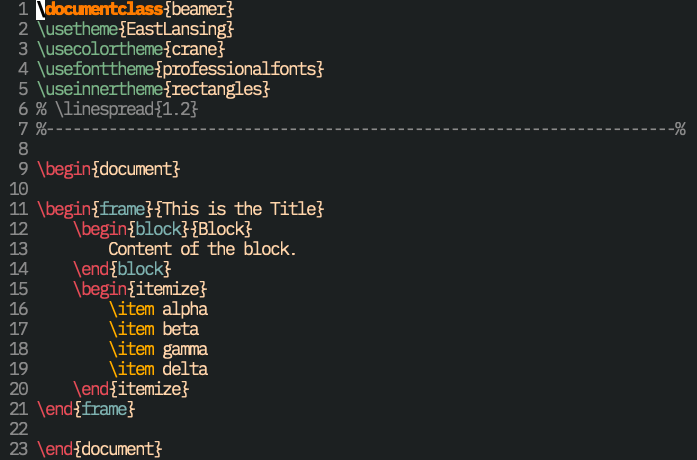 1 \documentclass{beamer}
2 \usetheme{EastLansing}
3 \usecolortheme{crane}
4 \usefonttheme{professionalfonts}
5 \useinnertheme{rectangles}
6 % \linespread{1.2}
7 %----------------------------------------------------------------------%
8
9 \begin{document}
10
11 \begin{frame}{This is the Title}
12     \begin{block}{Block}
13         Content of the block.
14     \end{block}
15     \begin{itemize}
16         \item alpha
17         \item beta
18         \item gamma
19         \item delta
20     \end{itemize}
21 \end{frame}
22
23 \end{document}